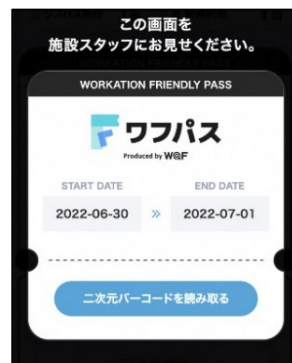 この画面を
施設スタッフにお見せください。
WORKATION FRIENDLY PASS
ワフパス
Produced by W@F
START DATE
END DATE
2022-06-30 » 2022-07-01
二次元バーコードを読み取る